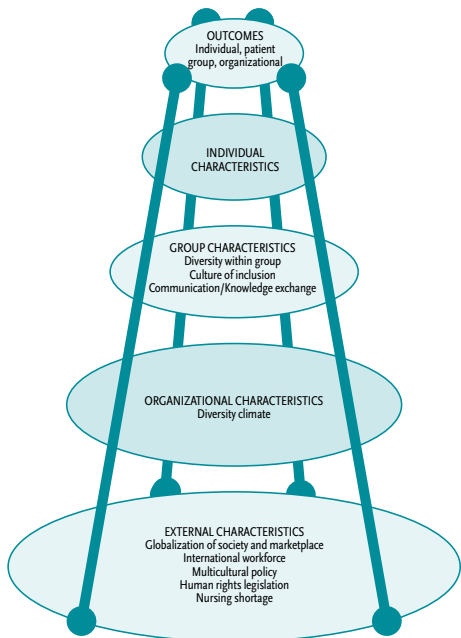 OUTCOMES
Individual, patient
group, organizational
INDIVIDUAL
CHARACTERISTICS
GROUP CHARACTERISTICS
Diversity within group
Culture of inclusion
Communication/Knowledge exchange
ORGANIZATIONAL CHARACTERISTICS
Diversity climate
EXTERNAL CHARACTERISTICS
Globalization of society and marketplace
International workforce
Multicultural policy
Human rights legislation
Nursing shortage